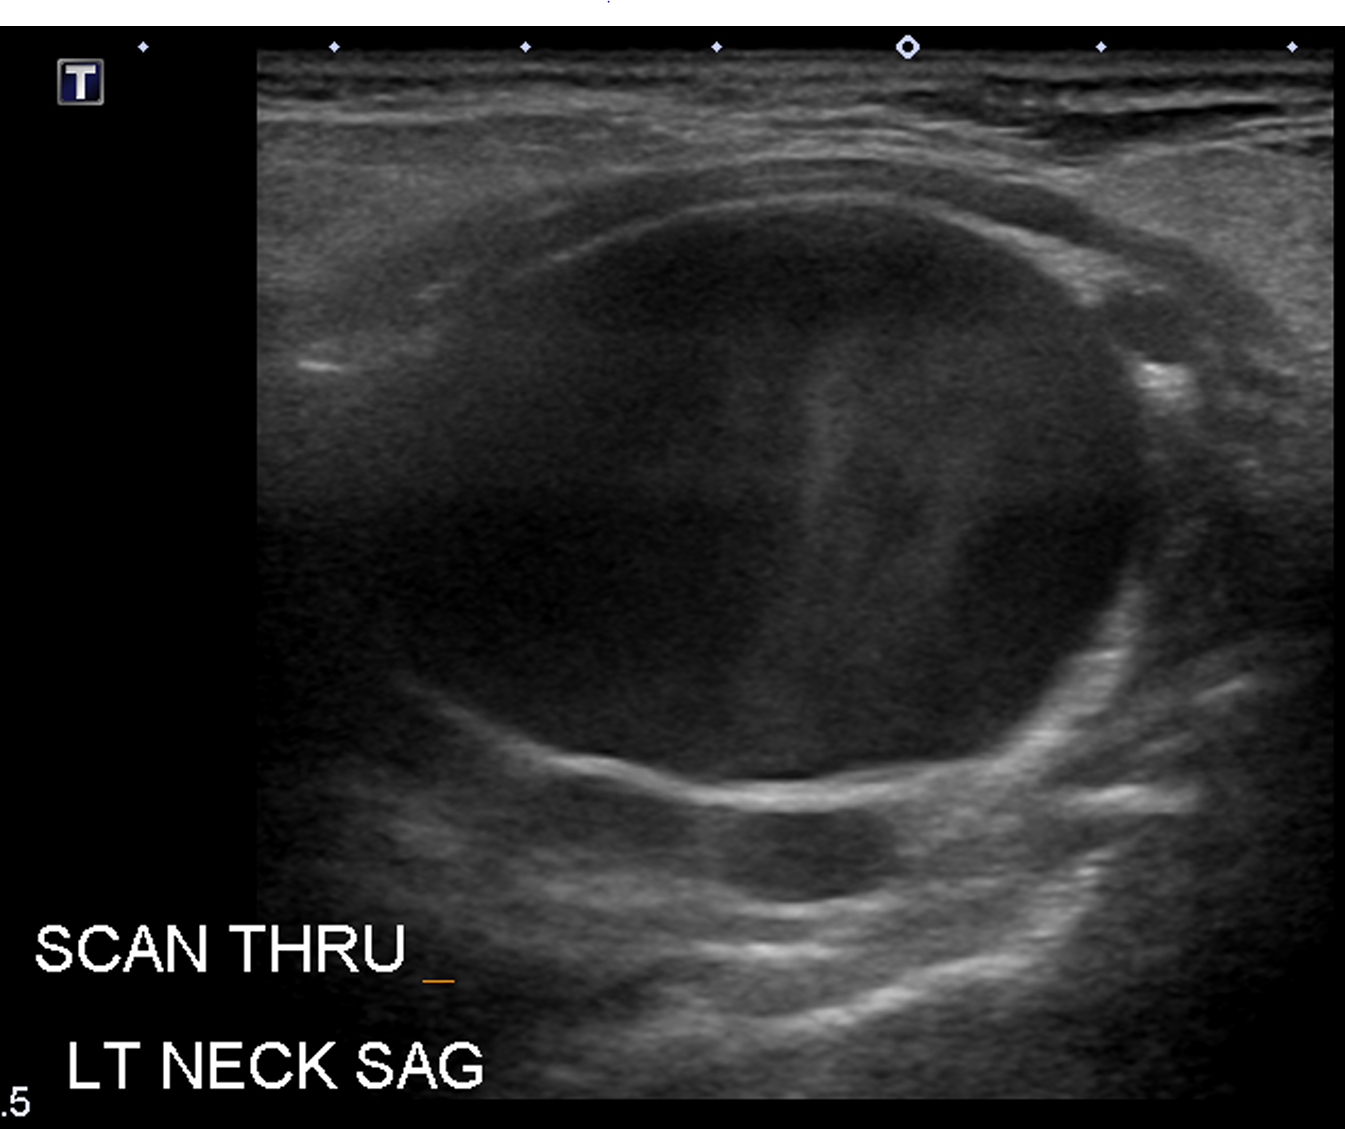 T
SCAN THRU _
LT NECK SAG
.5